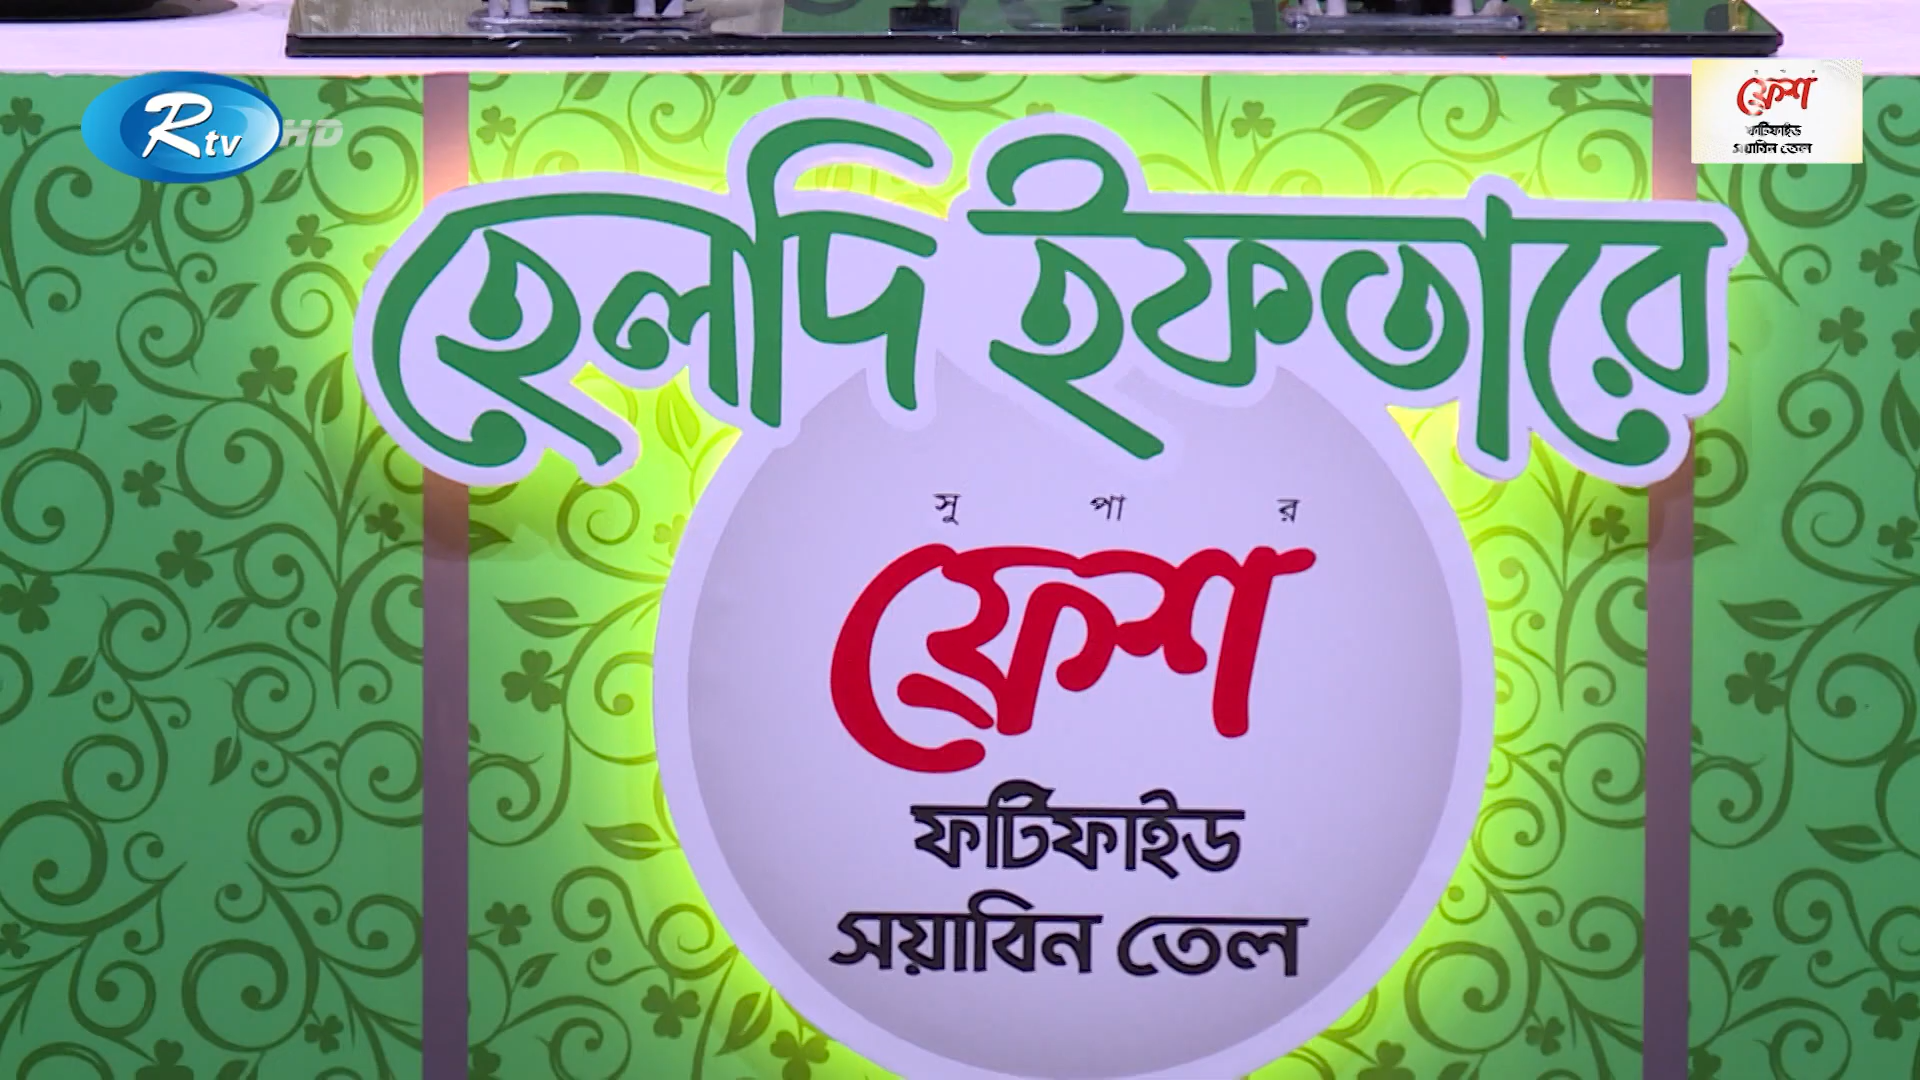 Rtv HD
ফ্রেশ
ফর্টিফাইড
সয়াবিন তেল
হেলদি ইফতারে
সুপার
ফ্রেশ
ফর্টিফাইড
সয়াবিন তেল